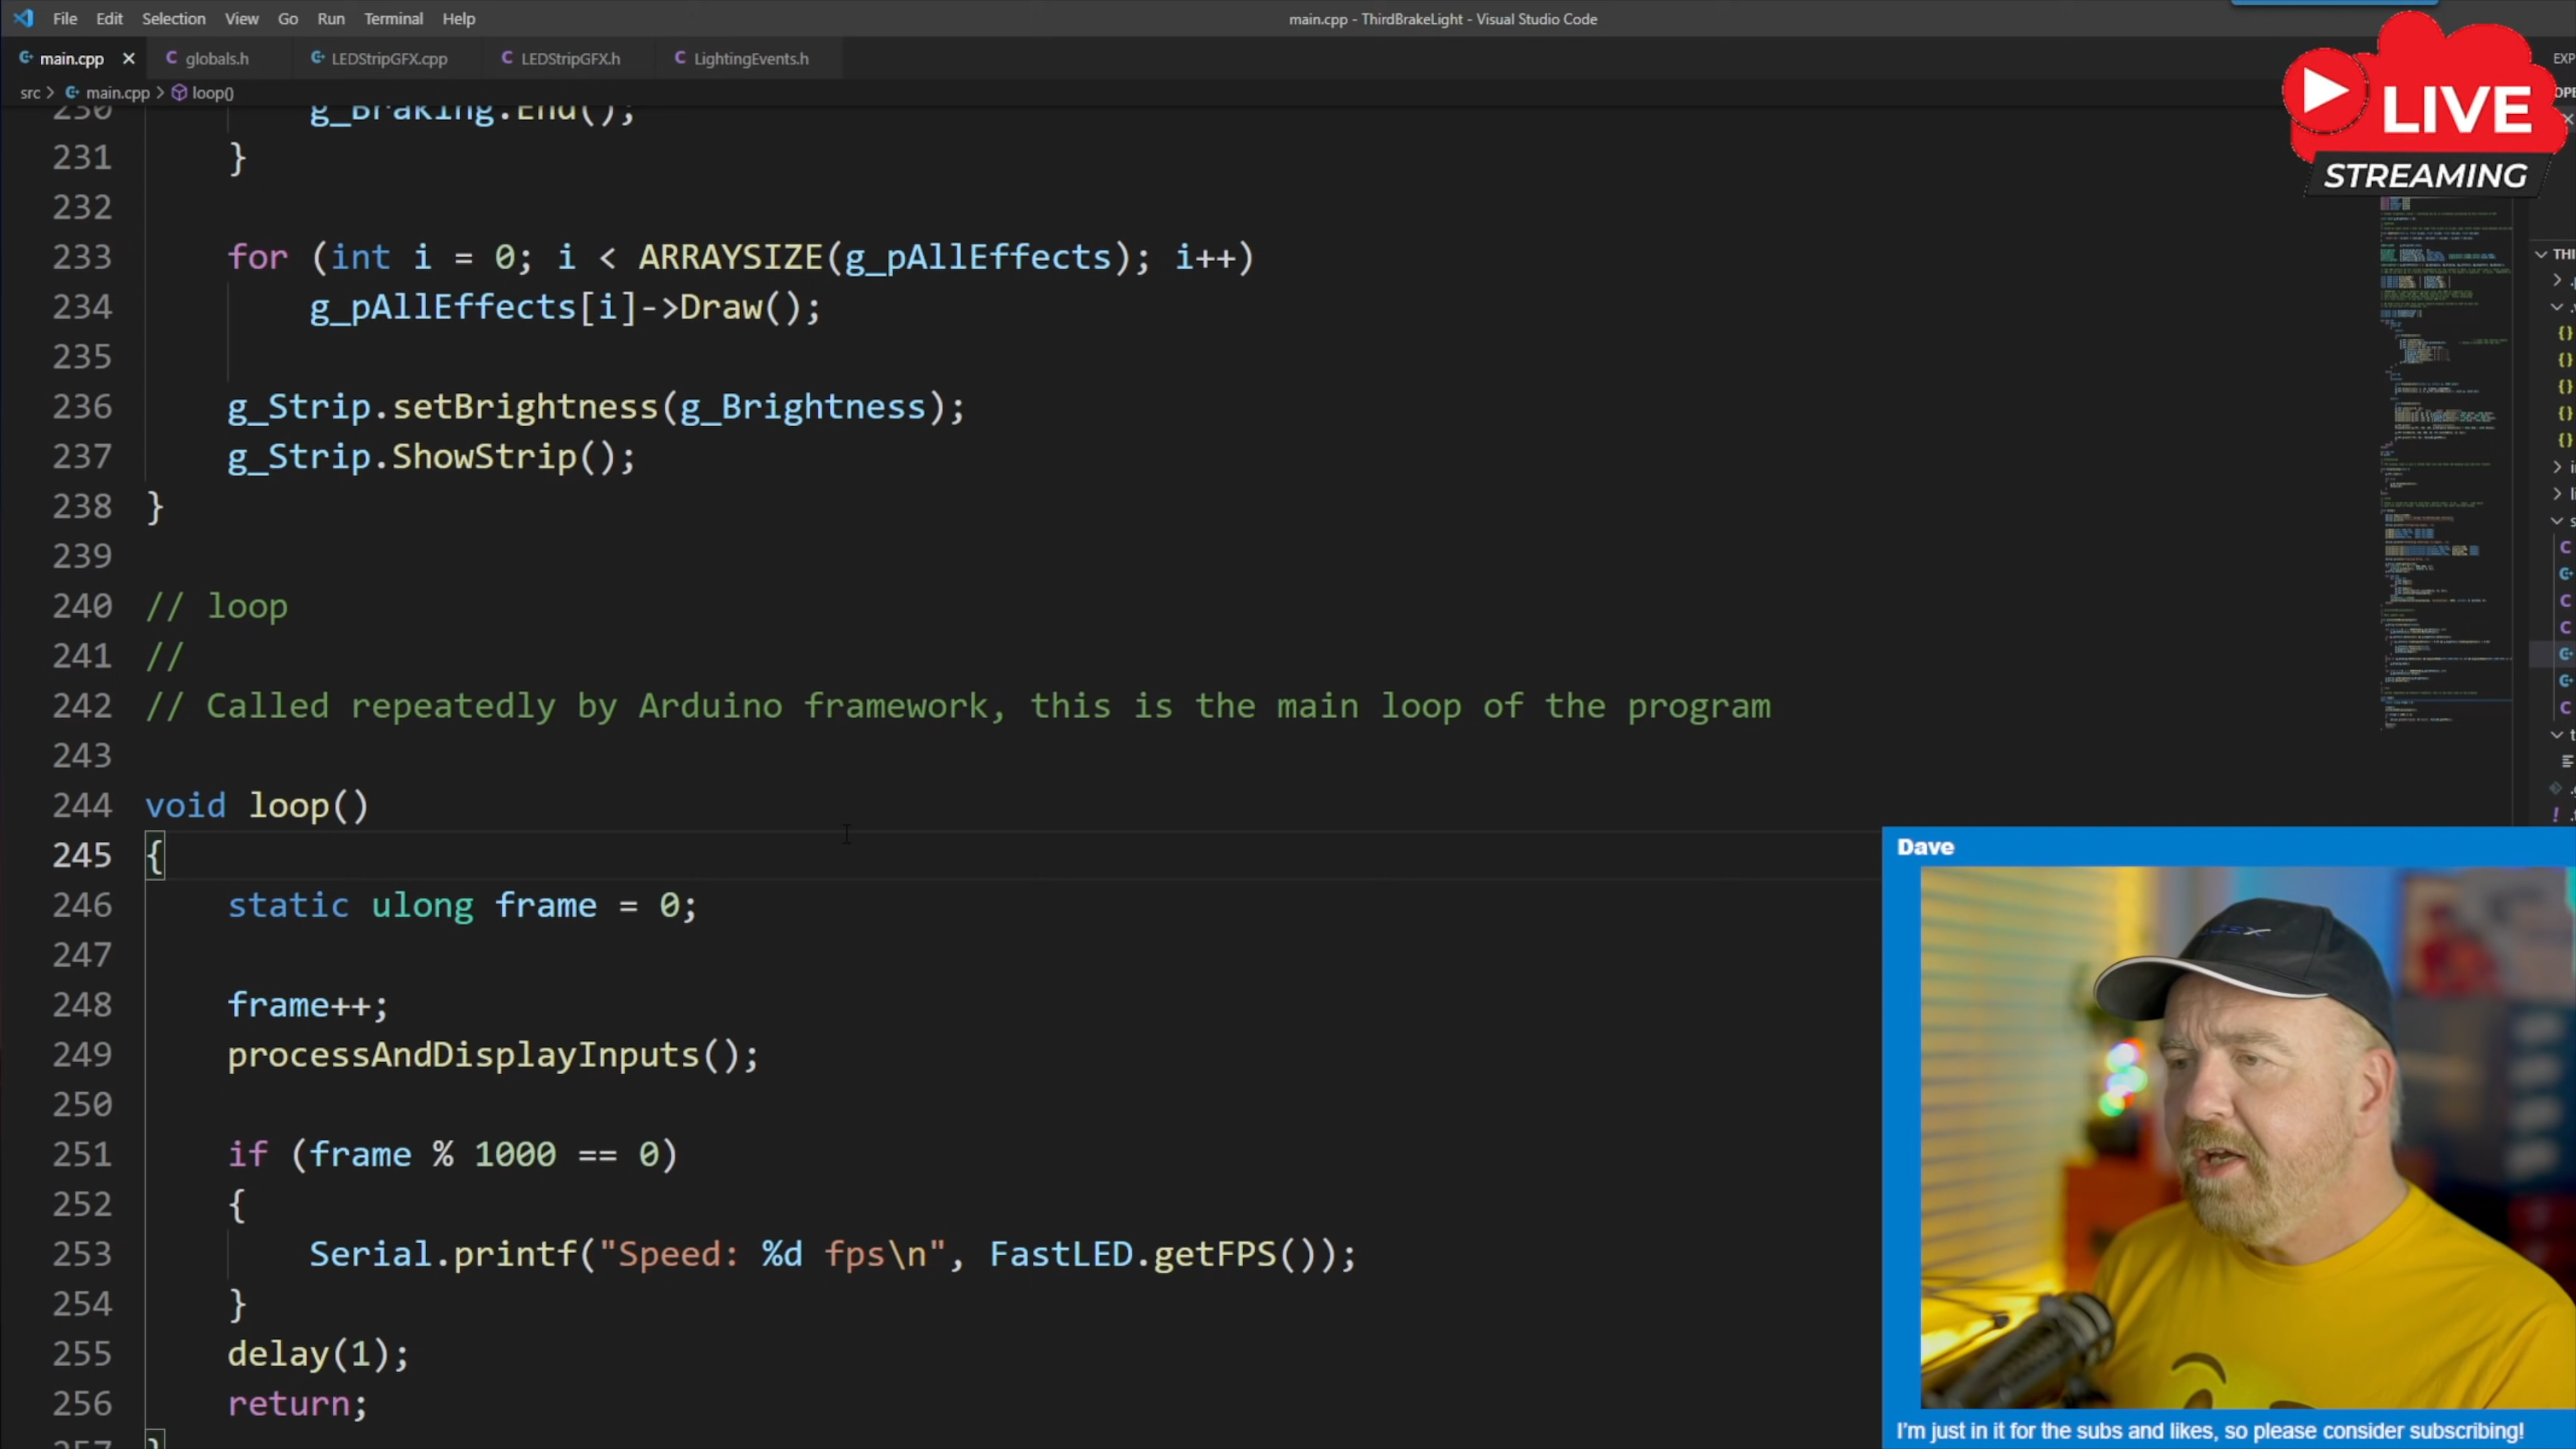 File Edit Selection View Go Run Terminal Help
main.cpp - ThirdBrakeLight - Visual Studio Code
main.cpp globals.h LEDStripGFX.cpp LEDStripGFX.h LightingEvents.h
EXP
src > main.cpp > loop()
LIVE
STREAMING
230 g_Braking.End();
231 }
232
233 for (int i = 0; i < ARRAYSIZE(g_pAllEffects); i++)
234 g_pAllEffects[i]->Draw();
235
236 g_Strip.setBrightness(g_Brightness);
237 g_Strip.ShowStrip();
238 }
239
240 // loop
241 //
242 // Called repeatedly by Arduino framework, this is the main loop of the program
243
244 void loop()
245 {
246 static ulong frame = 0;
247
248 frame++;
249 processAndDisplayInputs();
250
251 if (frame % 1000 == 0)
252 {
253 Serial.printf("Speed: %d fps\n", FastLED.getFPS());
254 }
255 delay(1);
256 return;
257 }
THI
Dave
I'm just in it for the subs and likes, so please consider subscribing!